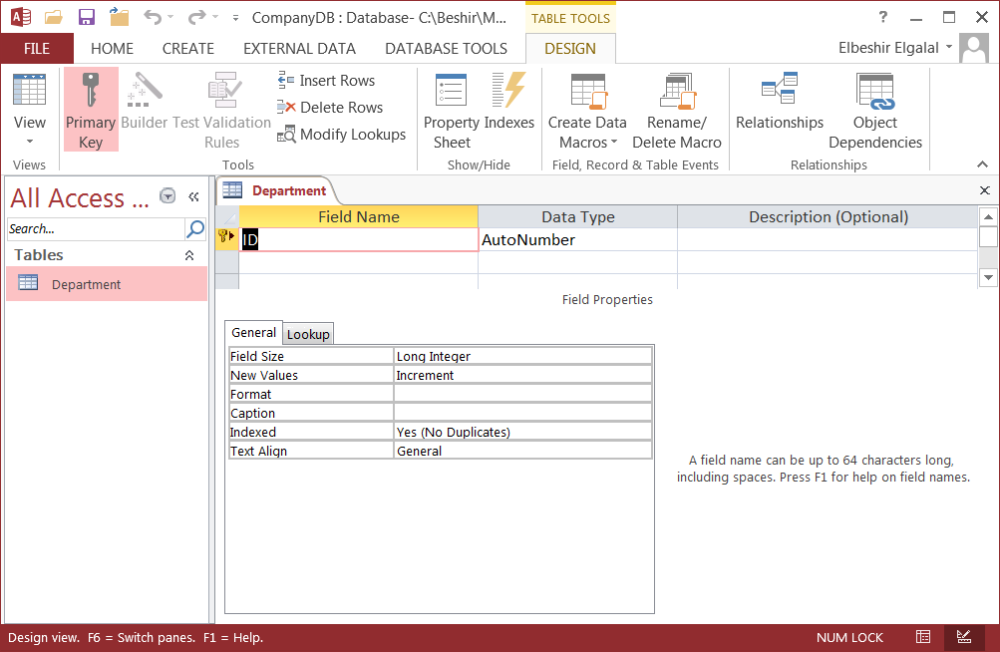 CompanyDB : Database- C:\Beshir\M...
TABLE TOOLS
?
FILE
HOME
CREATE
EXTERNAL DATA
DATABASE TOOLS
DESIGN
Elbeshir Elgalal
View
Primary
Key
Builder
Test Validation
Rules
Insert Rows
Delete Rows
Modify Lookups
Property
Sheet
Indexes
Create Data
Macros
Rename/
Delete Macro
Relationships
Object
Dependencies
Views
Tools
Show/Hide
Field, Record & Table Events
Relationships
All Access ...
Search...
Tables
Department
Department
Field Name
Data Type
Description (Optional)
ID
AutoNumber
Field Properties
General
Lookup
Field Size
Long Integer
New Values
Increment
Format
Caption
Indexed
Yes (No Duplicates)
Text Align
General
A field name can be up to 64 characters long,
including spaces. Press F1 for help on field names.
Design view.  F6 = Switch panes.  F1 = Help.
NUM LOCK